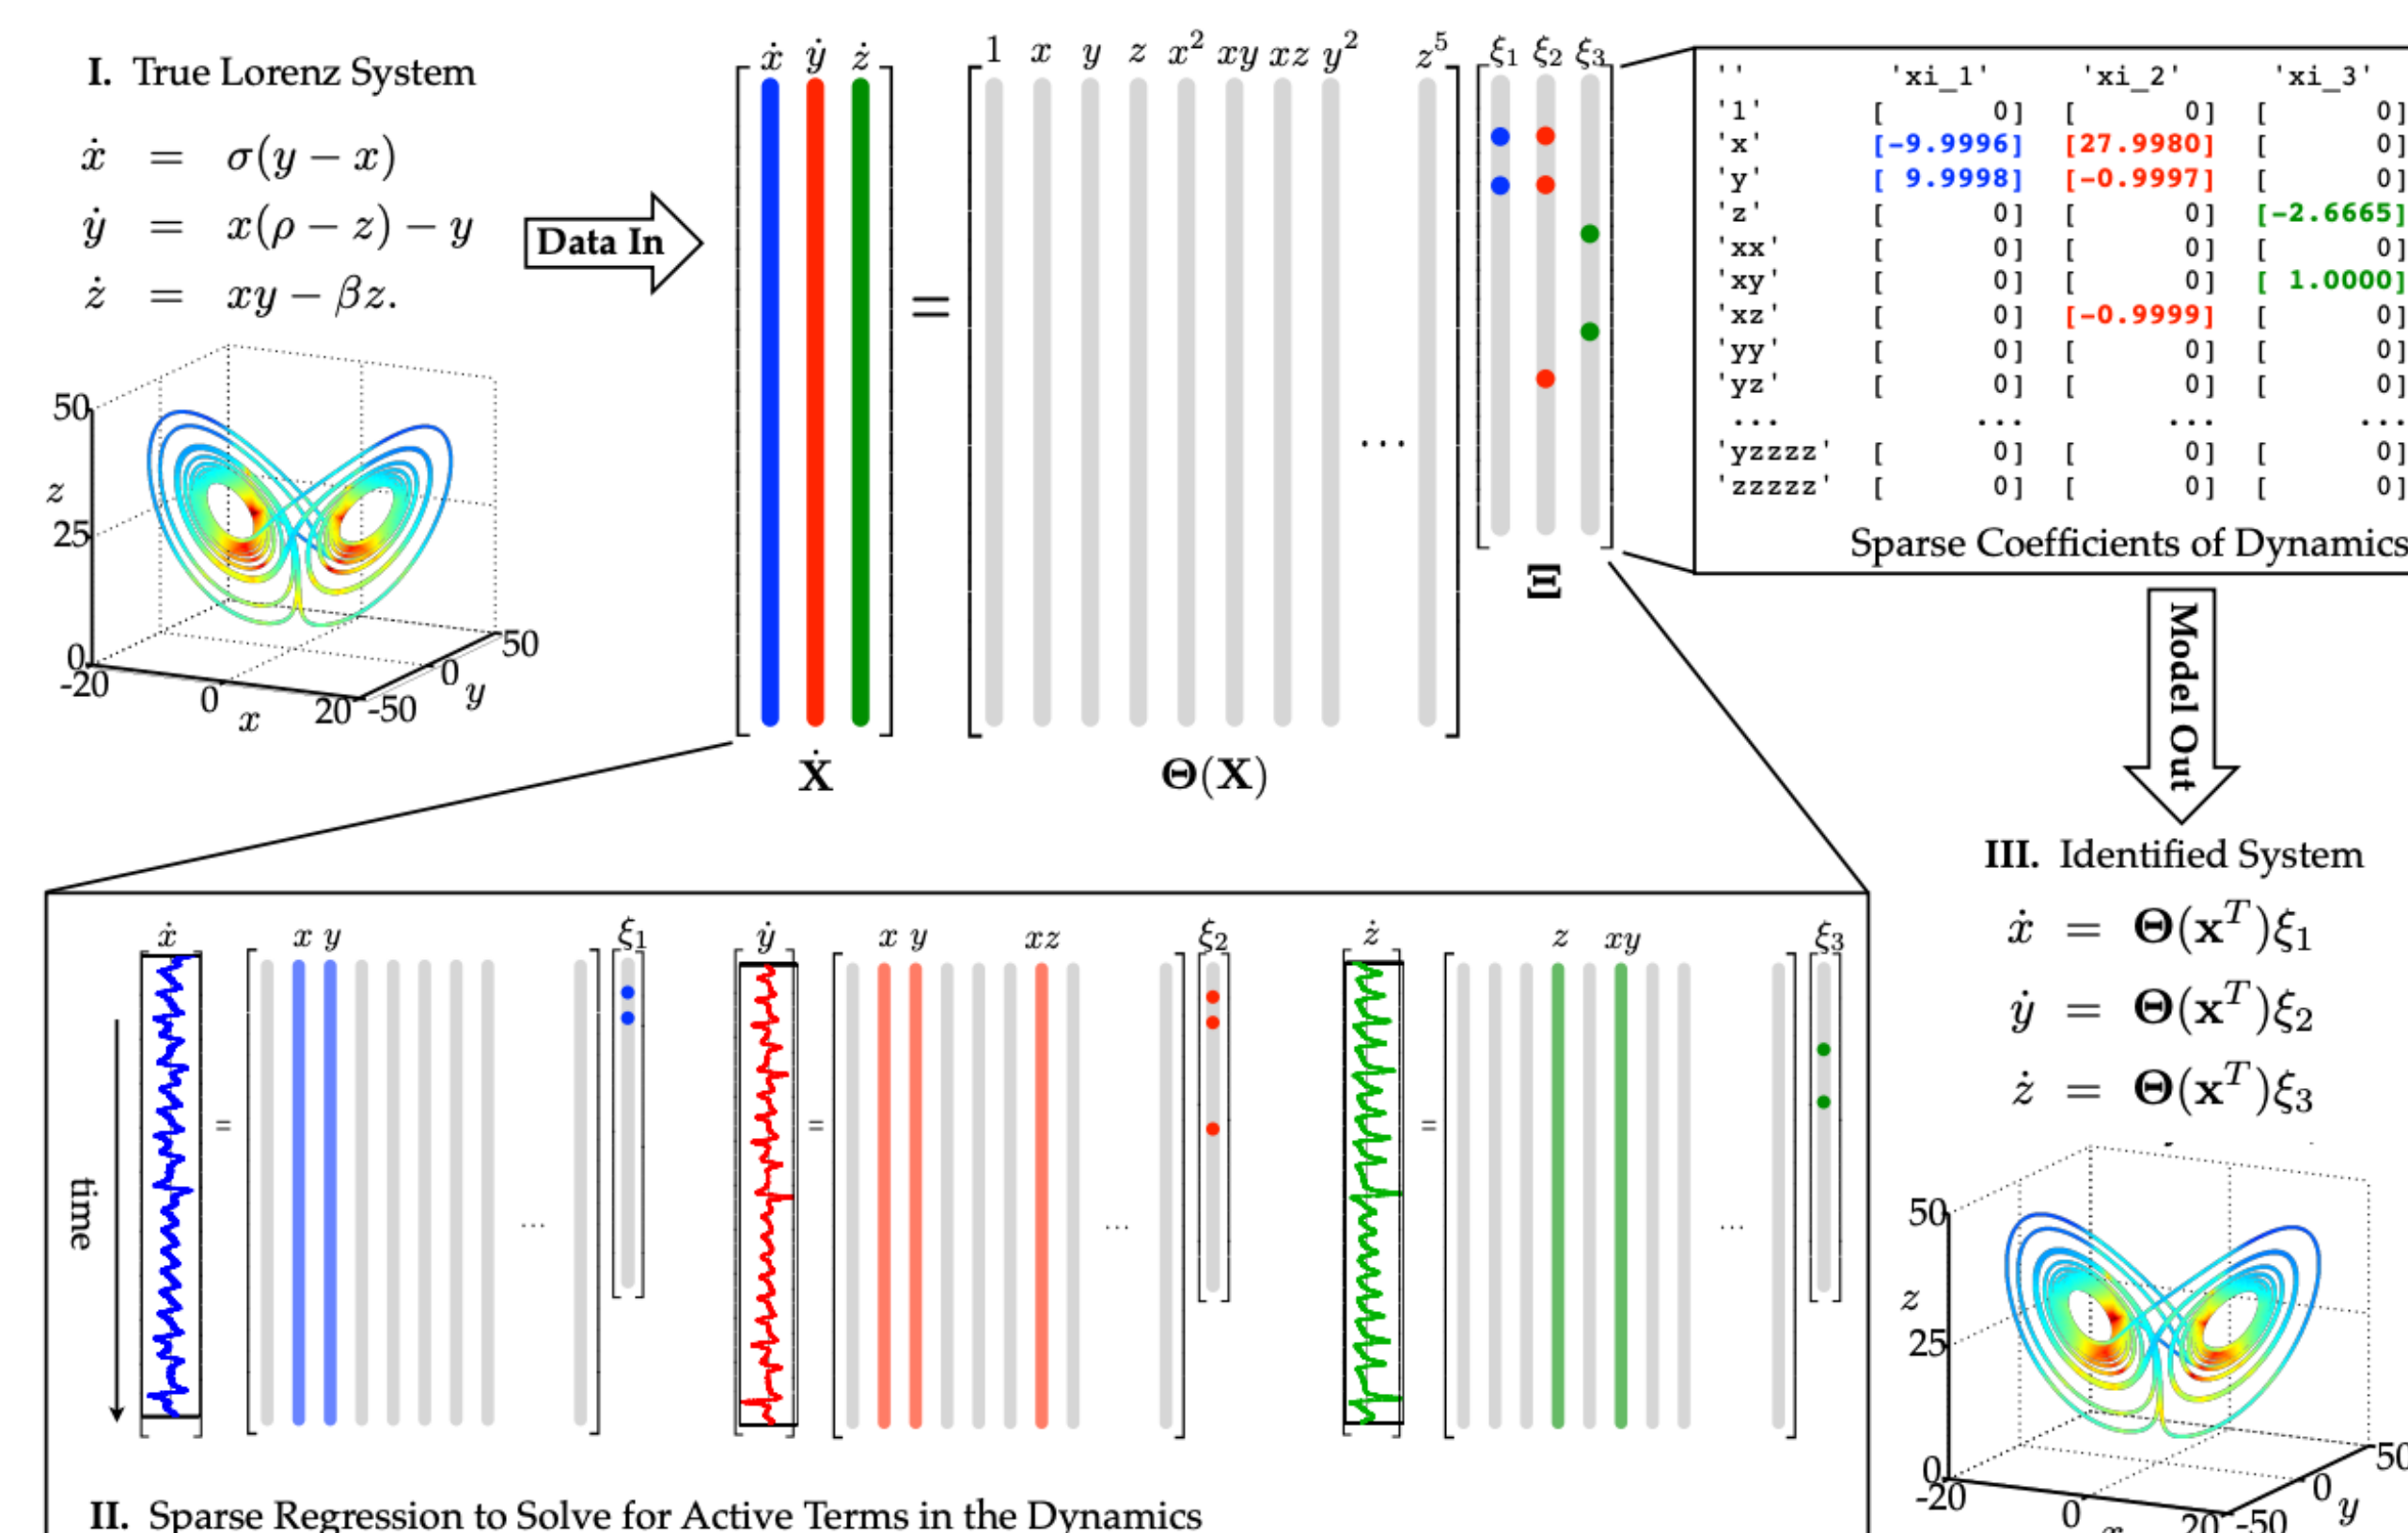 I. True Lorenz System
ẋ = σ(y − x)
ẏ = x(ρ − z) − y
ż = xy − βz.
Data In
z
50
25
0
-20
0
x
20
-50
0
y
50
ẋ ẏ ż
=
1 x y z x² xy xz y² z⁵
...
ξ₁ ξ₂ ξ₃
Ẋ
Θ(X)
Ξ
'' 'xi_1' 'xi_2' 'xi_3'
'1' [ 0] [ 0] [ 0]
'x' [-9.9996] [27.9980] [ 0]
'y' [ 9.9998] [-0.9997] [ 0]
'z' [ 0] [ 0] [-2.6665]
'xx' [ 0] [ 0] [ 0]
'xy' [ 0] [ 0] [ 1.0000]
'xz' [ 0] [-0.9999] [ 0]
'yy' [ 0] [ 0] [ 0]
'yz' [ 0] [ 0] [ 0]
... ... ... ...
'yzzzz' [ 0] [ 0] [ 0]
'zzzzz' [ 0] [ 0] [ 0]
Sparse Coefficients of Dynamics
Model Out
time
ẋ = x y ... ξ₁
ẏ = x y xz ... ξ₂
ż = z xy ... ξ₃
II. Sparse Regression to Solve for Active Terms in the Dynamics
III. Identified System
ẋ = Θ(xᵀ)ξ₁
ẏ = Θ(xᵀ)ξ₂
ż = Θ(xᵀ)ξ₃
z
50
25
0
-20
0
20
-50
0
y
50